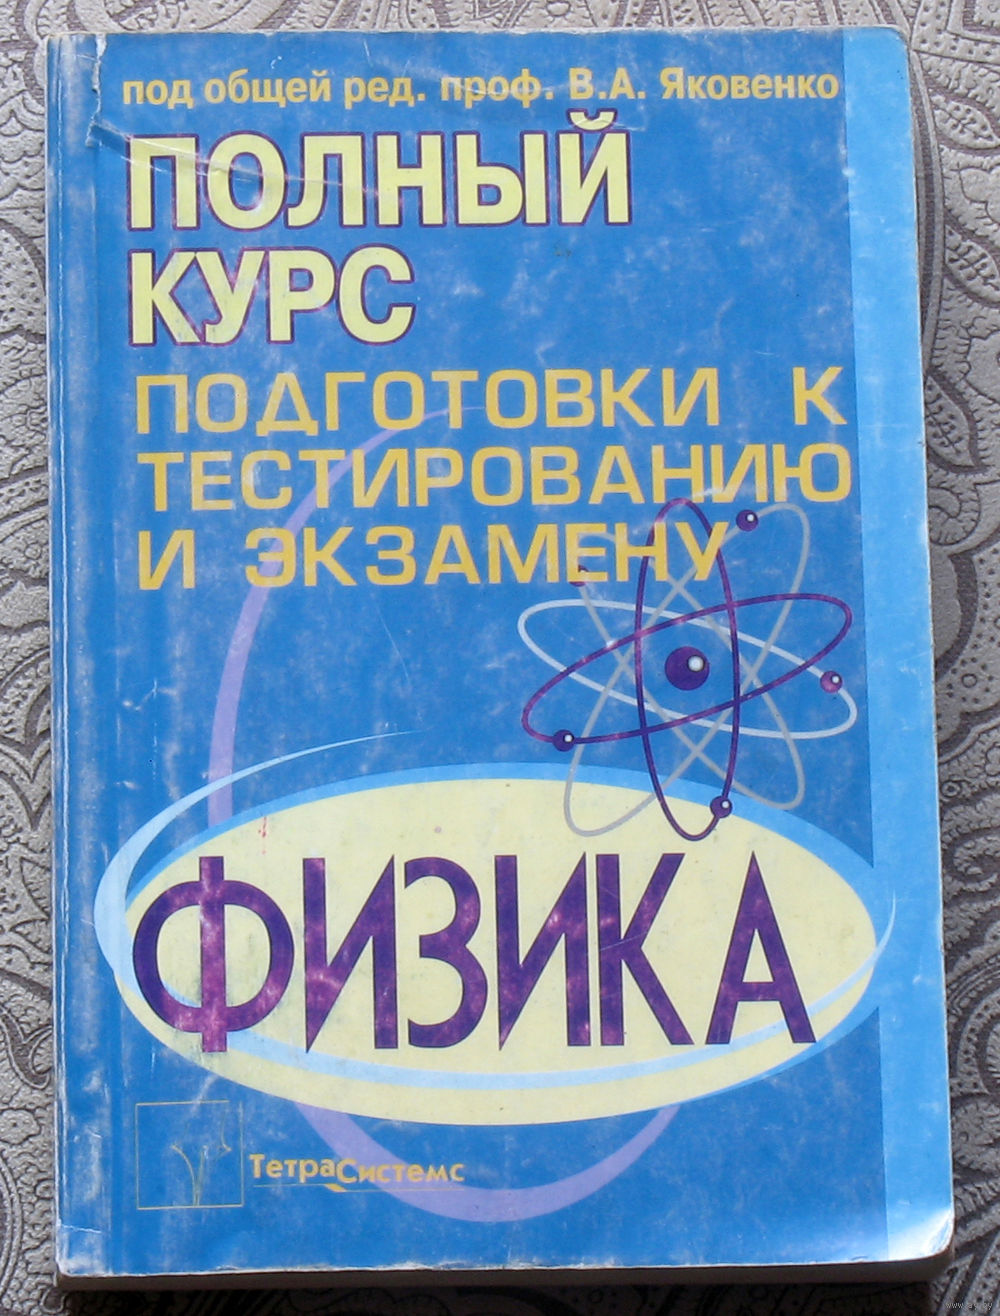 под общей ред. проф. В.А. Яковенко
ПОЛНЫЙ
КУРС
ПОДГОТОВКИ К
ТЕСТИРОВАНИЮ
И ЭКЗАМЕНУ
ФИЗИКА
ТетраСистемс